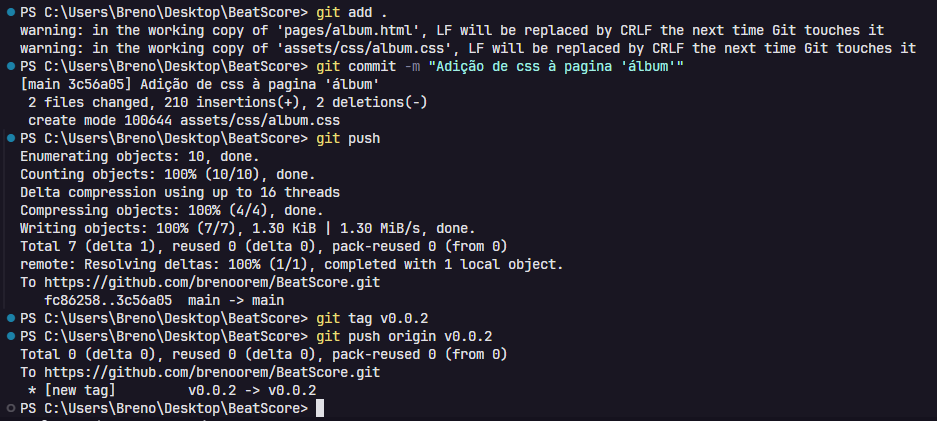 PS C:\Users\Breno\Desktop\BeatScore> git add .
warning: in the working copy of 'pages/album.html', LF will be replaced by CRLF the next time Git touches it
warning: in the working copy of 'assets/css/album.css', LF will be replaced by CRLF the next time Git touches it
PS C:\Users\Breno\Desktop\BeatScore> git commit -m "Adição de css à pagina 'álbum'"
[main 3c56a05] Adição de css à pagina 'álbum'
 2 files changed, 210 insertions(+), 2 deletions(-)
 create mode 100644 assets/css/album.css
PS C:\Users\Breno\Desktop\BeatScore> git push
Enumerating objects: 10, done.
Counting objects: 100% (10/10), done.
Delta compression using up to 16 threads
Compressing objects: 100% (4/4), done.
Writing objects: 100% (7/7), 1.30 KiB | 1.30 MiB/s, done.
Total 7 (delta 1), reused 0 (delta 0), pack-reused 0 (from 0)
remote: Resolving deltas: 100% (1/1), completed with 1 local object.
To https://github.com/brenoorem/BeatScore.git
   fc86258..3c56a05  main -> main
PS C:\Users\Breno\Desktop\BeatScore> git tag v0.0.2
PS C:\Users\Breno\Desktop\BeatScore> git push origin v0.0.2
Total 0 (delta 0), reused 0 (delta 0), pack-reused 0 (from 0)
To https://github.com/brenoorem/BeatScore.git
 * [new tag]         v0.0.2 -> v0.0.2
PS C:\Users\Breno\Desktop\BeatScore>